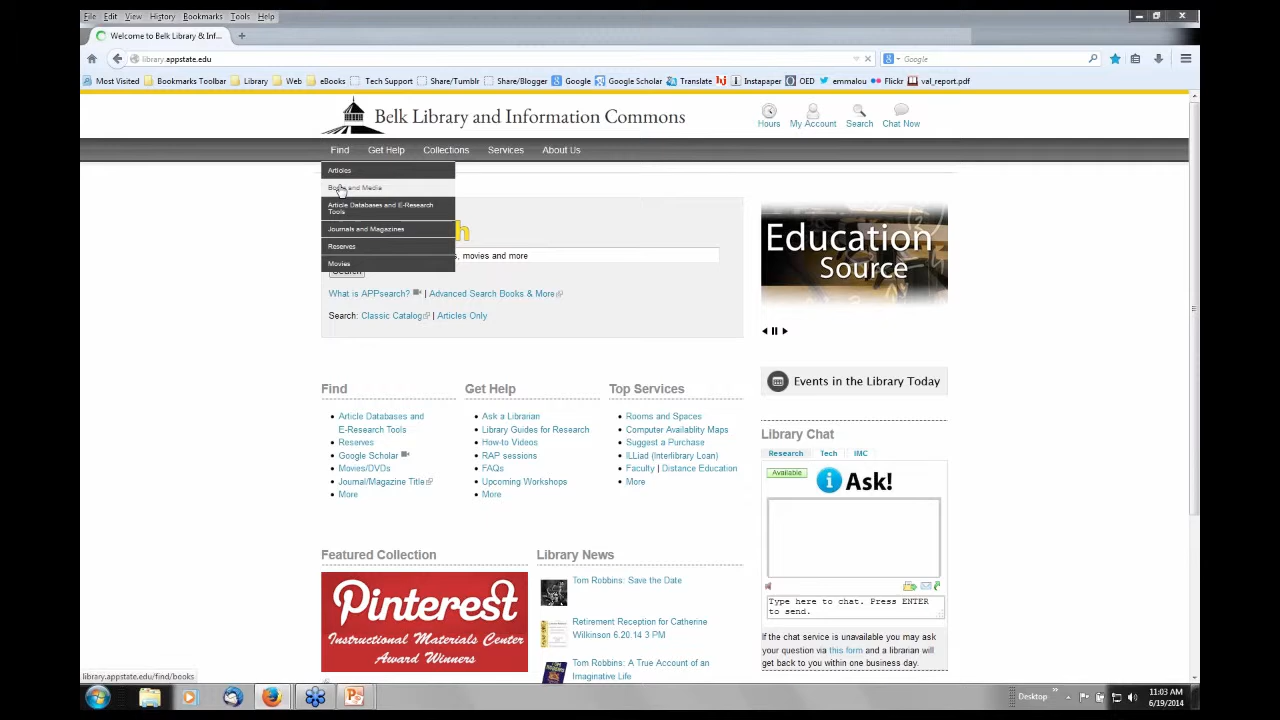 File Edit View History Bookmarks Tools Help
Welcome to Belk Library & Inf...
library.appstate.edu
Google
Most Visited Bookmarks Toolbar Library Web eBooks Tech Support Share/Tumblr Share/Blogger Google Google Scholar Translate Instapaper OED emmalou Flickr val_report.pdf
Belk Library and Information Commons
Hours My Account Search Chat Now
Find Get Help Collections Services About Us
Articles
Books and Media
Article Databases and E-Research
Tools
Journals and Magazines
Reserves
Movies
h
s, movies and more
Search
What is APPsearch? | Advanced Search Books & More
Search: Classic Catalog | Articles Only
Education
Source
Events in the Library Today
Find
Article Databases and
E-Research Tools
Reserves
Google Scholar
Movies/DVDs
Journal/Magazine Title
More
Get Help
Ask a Librarian
Library Guides for Research
How-to Videos
RAP sessions
FAQs
Upcoming Workshops
More
Top Services
Rooms and Spaces
Computer Availablity Maps
Suggest a Purchase
ILLiad (Interlibrary Loan)
Faculty | Distance Education
More
Library Chat
Research Tech IMC
Available
i Ask!
Type here to chat. Press ENTER
to send.
If the chat service is unavailable you may ask
your question via this form and a librarian will
get back to you within one business day.
Featured Collection
Pinterest
Instructional Materials Center
Award Winners
Library News
Tom Robbins: Save the Date
Retirement Reception for Catherine
Wilkinson 6.20.14 3 PM
Tom Robbins: A True Account of an
Imaginative Life
library.appstate.edu/find/books
Desktop
11:03 AM
6/19/2014